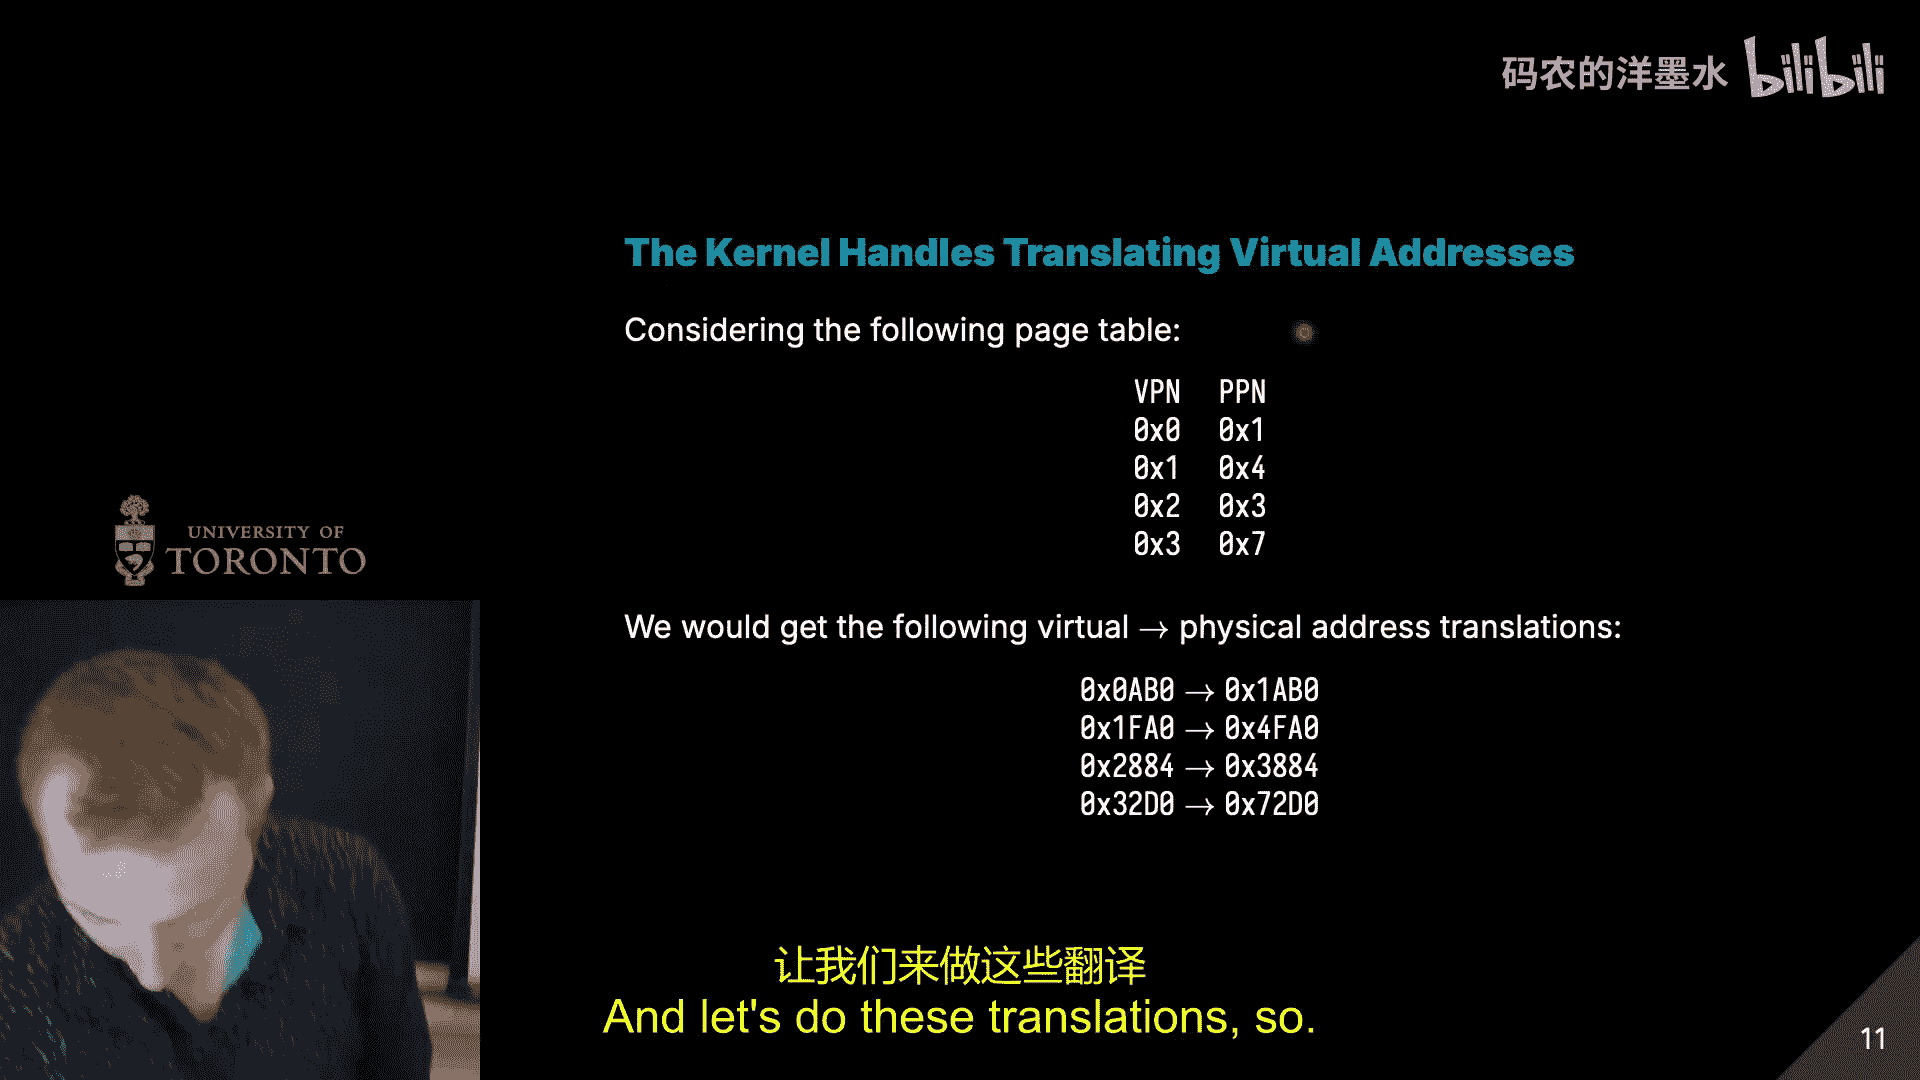 码农的洋墨水 bilibili
The Kernel Handles Translating Virtual Addresses
Considering the following page table:
VPN PPN
0x0 0x1
0x1 0x4
0x2 0x3
0x3 0x7
UNIVERSITY OF
TORONTO
We would get the following virtual → physical address translations:
0x0AB0 → 0x1AB0
0x1FA0 → 0x4FA0
0x2884 → 0x3884
0x32D0 → 0x72D0
让我们来做这些翻译
And let's do these translations, so.
11